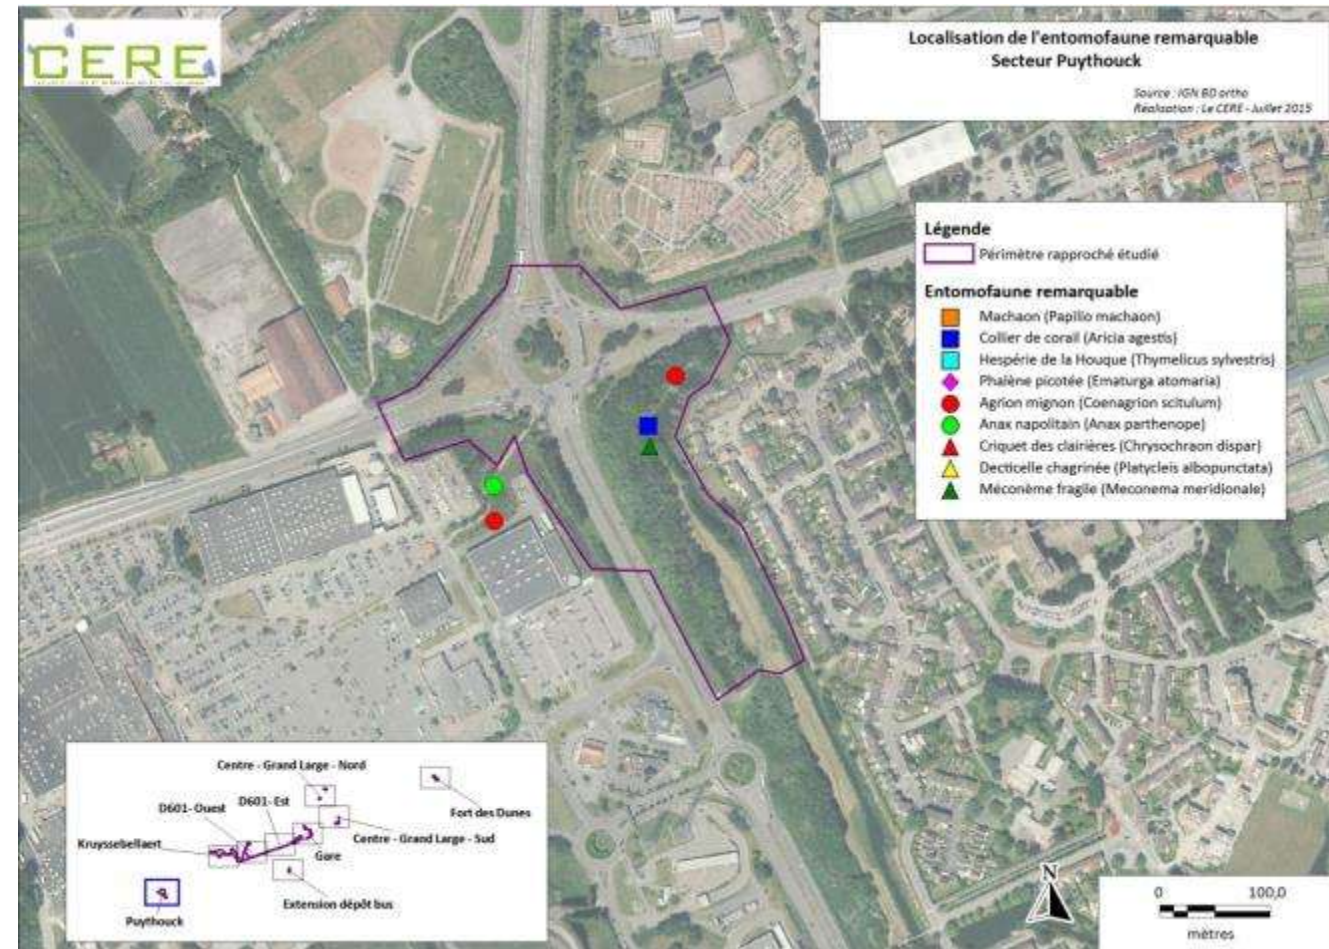 CERE
Localisation de l'entomofaune remarquable
Secteur Puythouck
Source : IGN BD ortho
Réalisation : Le CERE - Juillet 2015
Légende
Périmètre rapproché étudié
Entomofaune remarquable
Machaon (Papilio machaon)
Collier de corail (Aricia agestis)
Hespérie de la Houque (Thymelicus sylvestris)
Phalène picotée (Ematurga atomaria)
Agrion mignon (Coenagrion scitulum)
Anax napolitain (Anax parthenope)
Criquet des clairières (Chrysochraon dispar)
Decticelle chagrinée (Platycleis albopunctata)
Méconème fragile (Meconema meridionale)
Centre - Grand Large - Nord
D601- Ouest
D601- Est
Fort des Dunes
Kruyssebellaert
Centre - Grand Large - Sud
Gare
Puythouck
Extension dépôt bus
N
0 100,0
mètres